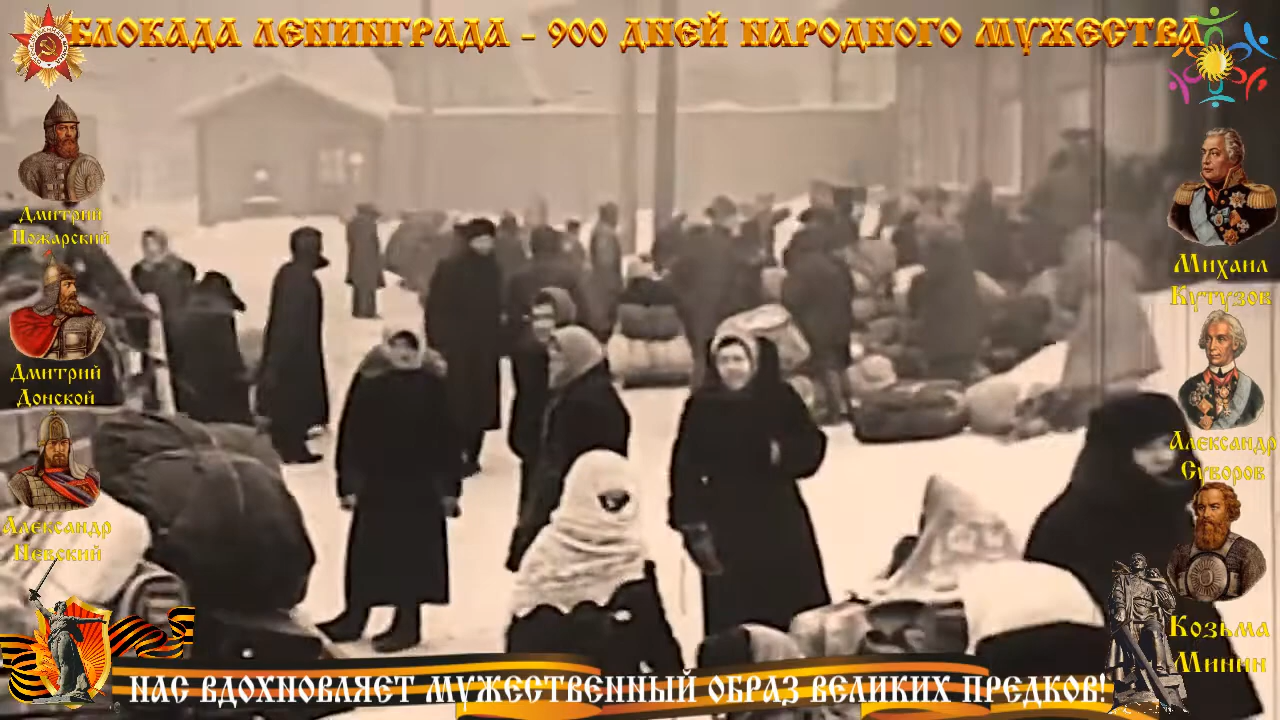 БЛОКАДА ЛЕНИНГРАДА - 900 ДНЕЙ НАРОДНОГО МУЖЕСТВА
Дмитрий
Пожарский
Дмитрий
Донской
Александр
Невский
Михаил
Кутузов
Александр
Суворов
Козьма
Минин
НАС ВДОХНОВЛЯЕТ МУЖЕСТВЕННЫЙ ОБРАЗ ВЕЛИКИХ ПРЕДКОВ!